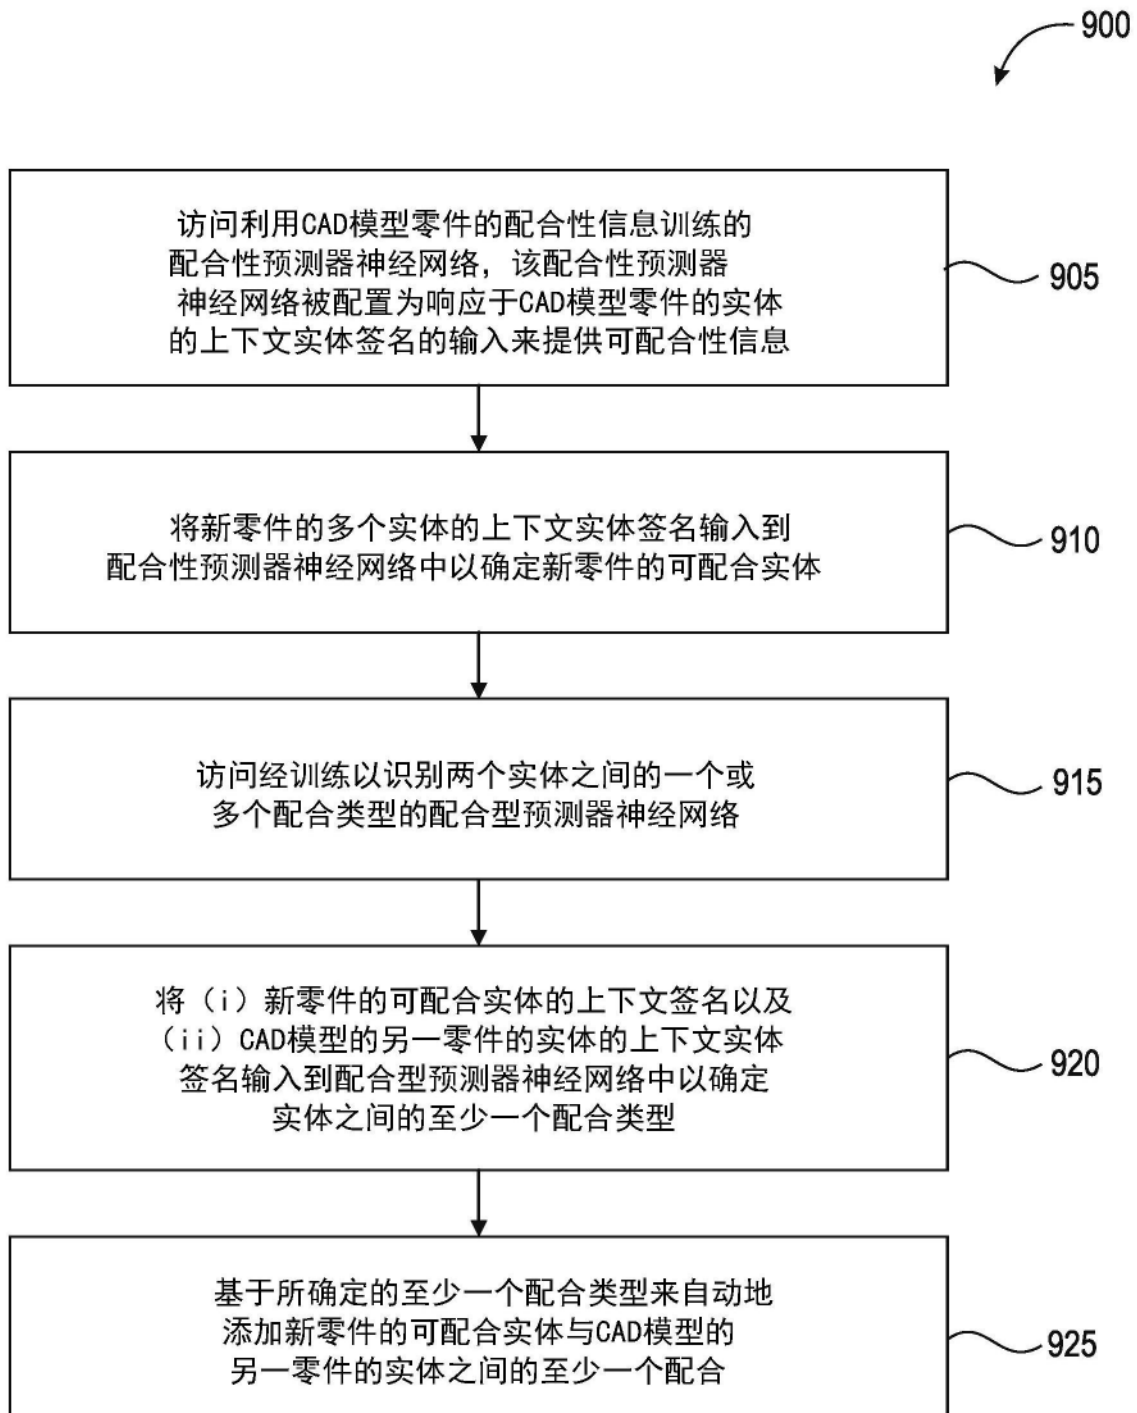 900
访问利用CAD模型零件的配合性信息训练的
配合性预测器神经网络，该配合性预测器
神经网络被配置为响应于CAD模型零件的实体
的上下文实体签名的输入来提供可配合性信息
905
将新零件的多个实体的上下文实体签名输入到
配合性预测器神经网络中以确定新零件的可配合实体
910
访问经训练以识别两个实体之间的一个或
多个配合类型的配合型预测器神经网络
915
将（i）新零件的可配合实体的上下文签名以及
（ii）CAD模型的另一零件的实体的上下文实体
签名输入到配合型预测器神经网络中以确定
实体之间的至少一个配合类型
920
基于所确定的至少一个配合类型来自动地
添加新零件的可配合实体与CAD模型的
另一零件的实体之间的至少一个配合
925